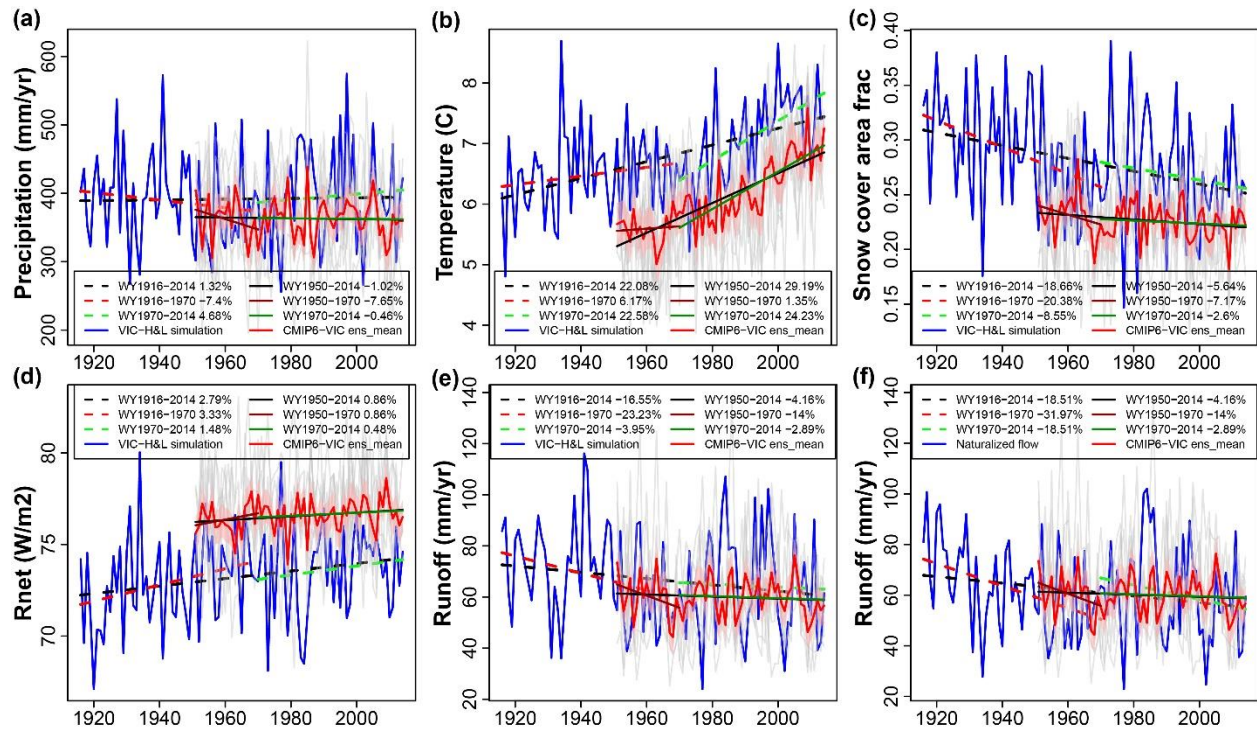 (a)
Precipitation (mm/yr)
600
500
400
300
200
WY1916−2014 1.32% WY1950−2014 −1.02%
WY1916−1970 −7.4% WY1950−1970 −7.65%
WY1970−2014 4.68% WY1970−2014 −0.46%
VIC−H&L simulation CMIP6−VIC ens_mean
1920 1940 1960 1980 2000
(b)
Temperature (C)
8
7
6
5
4
WY1916−2014 22.08% WY1950−2014 29.19%
WY1916−1970 6.17% WY1950−1970 1.35%
WY1970−2014 22.58% WY1970−2014 24.23%
VIC−H&L simulation CMIP6−VIC ens_mean
1920 1940 1960 1980 2000
(c)
Snow cover area frac
0.40
0.35
0.30
0.25
0.20
0.15
WY1916−2014 −18.66% WY1950−2014 −5.64%
WY1916−1970 −20.38% WY1950−1970 −7.17%
WY1970−2014 −8.55% WY1970−2014 −2.6%
VIC−H&L simulation CMIP6−VIC ens_mean
1920 1940 1960 1980 2000
(d)
Rnet (W/m2)
80
75
70
WY1916−2014 2.79% WY1950−2014 0.86%
WY1916−1970 3.33% WY1950−1970 0.86%
WY1970−2014 1.48% WY1970−2014 0.48%
VIC−H&L simulation CMIP6−VIC ens_mean
1920 1940 1960 1980 2000
(e)
Runoff (mm/yr)
140
120
100
80
60
40
20
WY1916−2014 −16.55% WY1950−2014 −4.16%
WY1916−1970 −23.23% WY1950−1970 −14%
WY1970−2014 −3.95% WY1970−2014 −2.89%
VIC−H&L simulation CMIP6−VIC ens_mean
1920 1940 1960 1980 2000
(f)
Runoff (mm/yr)
140
120
100
80
60
40
20
WY1916−2014 −18.51% WY1950−2014 −4.16%
WY1916−1970 −31.97% WY1950−1970 −14%
WY1970−2014 −18.51% WY1970−2014 −2.89%
Naturalized flow CMIP6−VIC ens_mean
1920 1940 1960 1980 2000